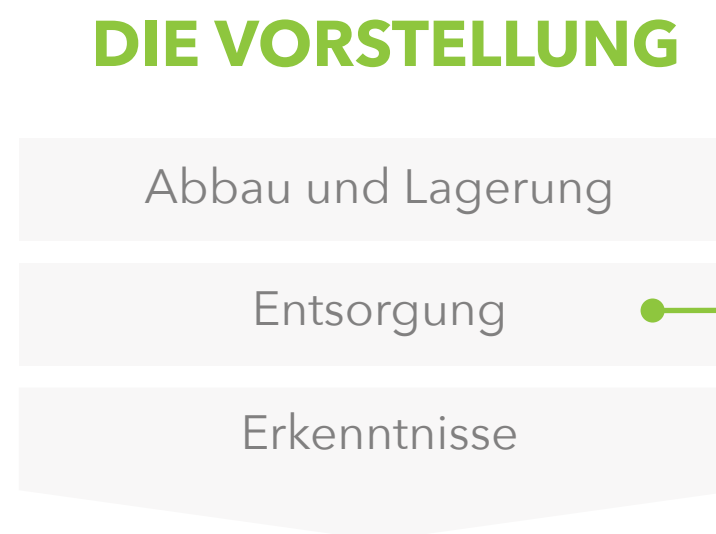 DIE VORSTELLUNG
Abbau und Lagerung
Entsorgung
Erkenntnisse